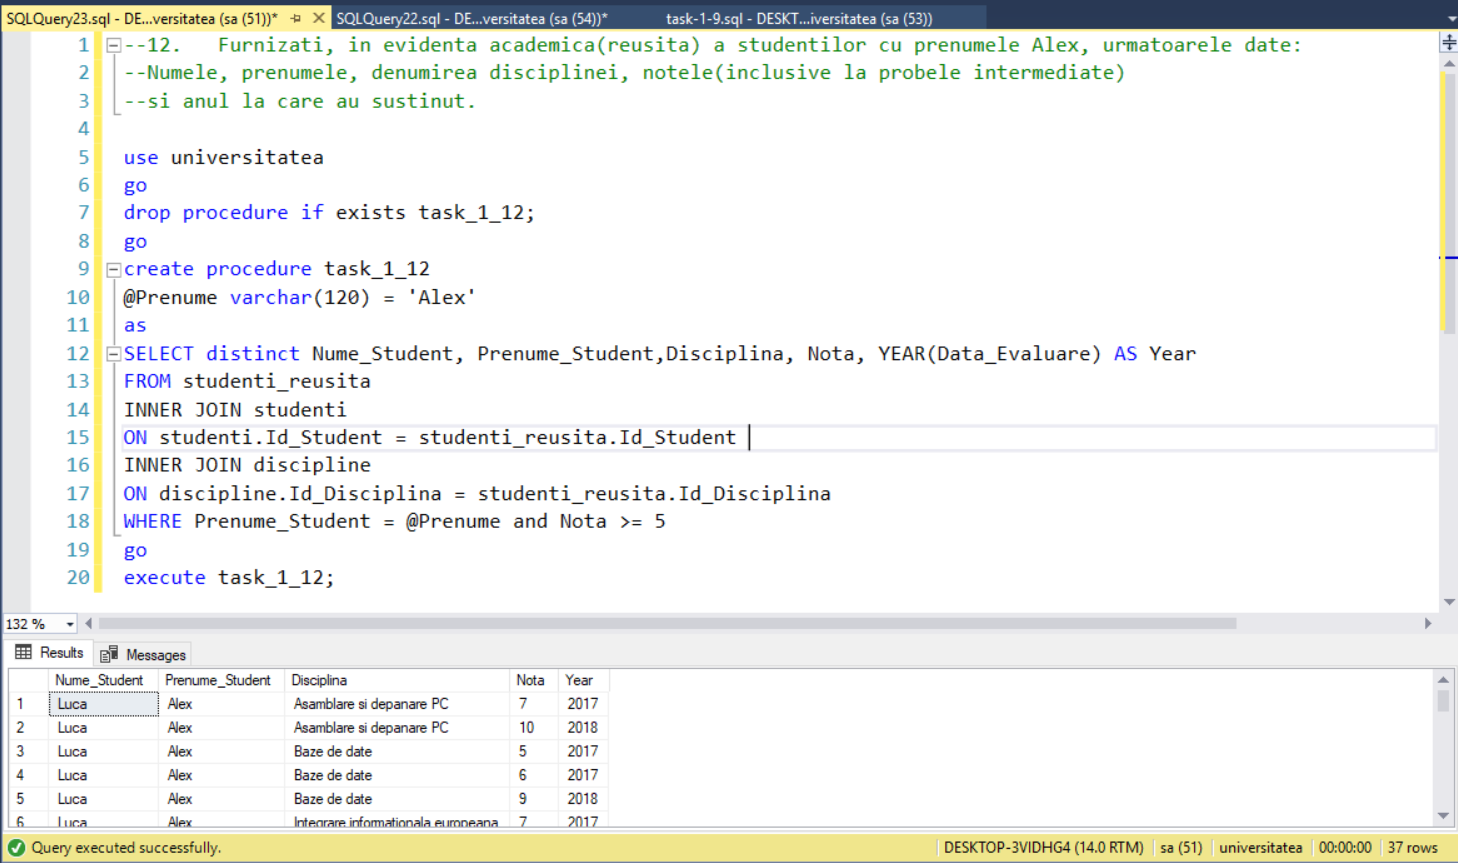 SQLQuery23.sql - DE...versitatea (sa (51))* SQLQuery22.sql - DE...versitatea (sa (54))* task-1-9.sql - DESKT...iversitatea (sa (53))
1 --12. Furnizati, in evidenta academica(reusita) a studentilor cu prenumele Alex, urmatoarele date:
2 --Numele, prenumele, denumirea disciplinei, notele(inclusive la probele intermediate)
3 --si anul la care au sustinut.
4
5 use universitatea
6 go
7 drop procedure if exists task_1_12;
8 go
9 create procedure task_1_12
10 @Prenume varchar(120) = 'Alex'
11 as
12 SELECT distinct Nume_Student, Prenume_Student,Disciplina, Nota, YEAR(Data_Evaluare) AS Year
13 FROM studenti_reusita
14 INNER JOIN studenti
15 ON studenti.Id_Student = studenti_reusita.Id_Student
16 INNER JOIN discipline
17 ON discipline.Id_Disciplina = studenti_reusita.Id_Disciplina
18 WHERE Prenume_Student = @Prenume and Nota >= 5
19 go
20 execute task_1_12;
132 %
Results Messages
Nume_Student Prenume_Student Disciplina Nota Year
1 Luca Alex Asamblare si depanare PC 7 2017
2 Luca Alex Asamblare si depanare PC 10 2018
3 Luca Alex Baze de date 5 2017
4 Luca Alex Baze de date 6 2017
5 Luca Alex Baze de date 9 2018
6 Luca Alex Integrare informationala europeana 7 2017
Query executed successfully. DESKTOP-3VIDHG4 (14.0 RTM) sa (51) universitatea 00:00:00 37 rows